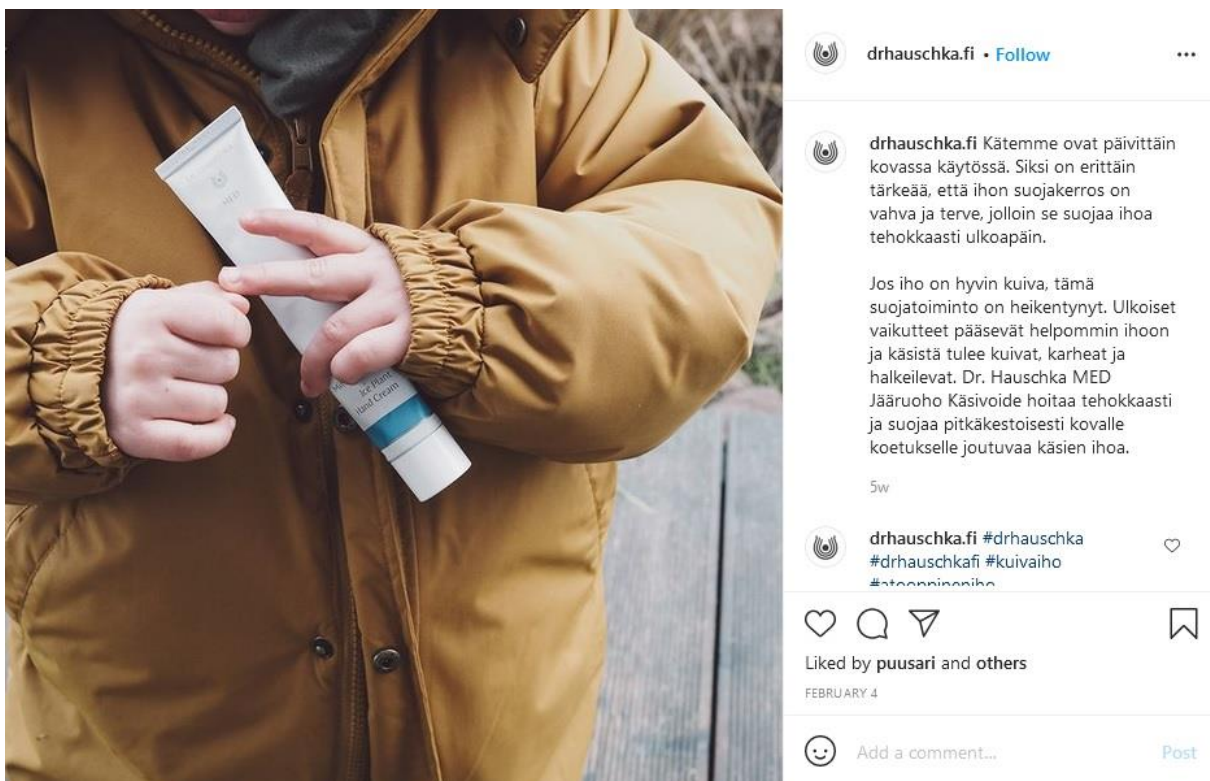 MED
Ice Plant
Hand Cream
drhauschka.fi • Follow
drhauschka.fi Kätemme ovat päivittäin
kovassa käytössä. Siksi on erittäin
tärkeää, että ihon suojakerros on
vahva ja terve, jolloin se suojaa ihoa
tehokkaasti ulkoapäin.
Jos iho on hyvin kuiva, tämä
suojatoiminto on heikentynyt. Ulkoiset
vaikutteet pääsevät helpommin ihoon
ja käsistä tulee kuivat, karheat ja
halkeilevat. Dr. Hauschka MED
Jääruoho Käsivoide hoitaa tehokkaasti
ja suojaa pitkäkestoisesti kovalle
koetukselle joutuvaa käsien ihoa.
5w
drhauschka.fi #drhauschka
#drhauschkafi #kuivaiho
#atooppineniho
Liked by puusari and others
FEBRUARY 4
Add a comment...
Post